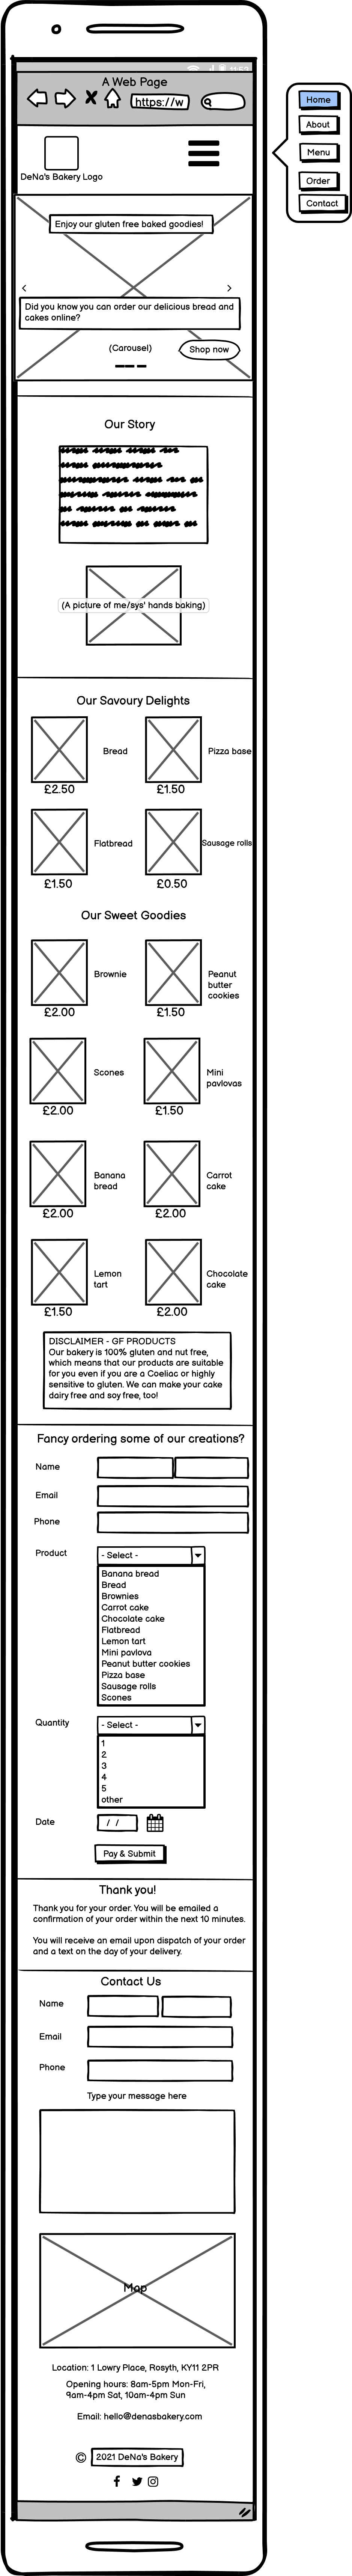 11:53
A Web Page
https://w
Home
About
Menu
Order
Contact
DeNa's Bakery Logo
Enjoy our gluten free baked goodies!
Did you know you can order our delicious bread and
cakes online?
(Carousel)
Shop now
Our Story
(A picture of me/sys' hands baking)
Our Savoury Delights
Bread
Pizza base
£2.50
£1.50
Flatbread
Sausage rolls
£1.50
£0.50
Our Sweet Goodies
Brownie
Peanut
butter
cookies
£2.00
£1.50
Scones
Mini
pavlovas
£2.00
£1.50
Banana
bread
Carrot
cake
£2.00
£2.00
Lemon
tart
Chocolate
cake
£1.50
£2.00
DISCLAIMER - GF PRODUCTS
Our bakery is 100% gluten and nut free,
which means that our products are suitable
for you even if you are a Coeliac or highly
sensitive to gluten. We can make your cake
dairy free and soy free, too!
Fancy ordering some of our creations?
Name
Email
Phone
Product
- Select -
Banana bread
Bread
Brownies
Carrot cake
Chocolate cake
Flatbread
Lemon tart
Mini pavlova
Peanut butter cookies
Pizza base
Sausage rolls
Scones
Quantity
- Select -
1
2
3
4
5
other
Date
/ /
Pay & Submit
Thank you!
Thank you for your order. You will be emailed a
confirmation of your order within the next 10 minutes.
You will receive an email upon dispatch of your order
and a text on the day of your delivery.
Contact Us
Name
Email
Phone
Type your message here
Map
Location: 1 Lowry Place, Rosyth, KY11 2PR
Opening hours: 8am-5pm Mon-Fri,
9am-4pm Sat, 10am-4pm Sun
Email: hello@denasbakery.com
© 2021 DeNa's Bakery